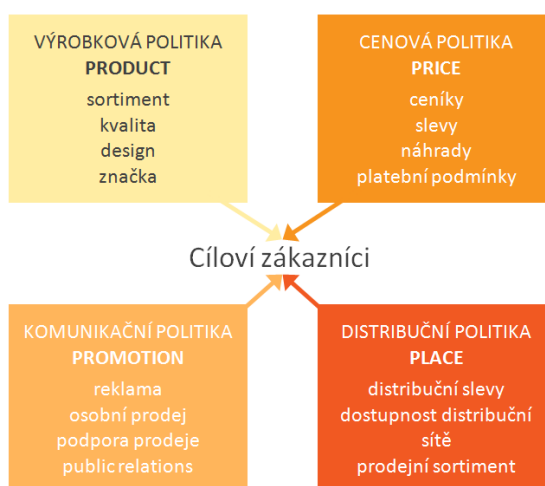 VÝROBKOVÁ POLITIKA
PRODUCT
sortiment
kvalita
design
značka
CENOVÁ POLITIKA
PRICE
ceníky
slevy
náhrady
platební podmínky
Cíloví zákazníci
KOMUNIKAČNÍ POLITIKA
PROMOTION
reklama
osobní prodej
podpora prodeje
public relations
DISTRIBUČNÍ POLITIKA
PLACE
distribuční slevy
dostupnost distribuční
sítě
prodejní sortiment